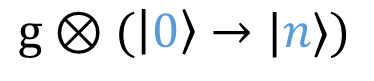 g ⊗ (|0⟩ → |n⟩)